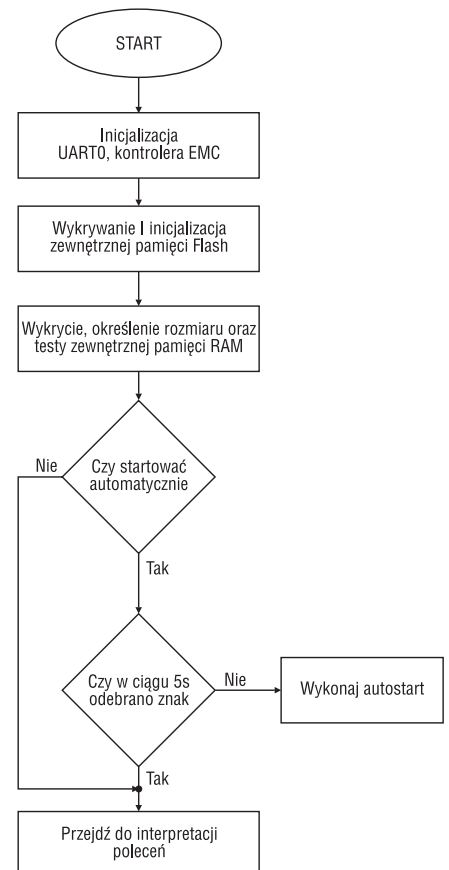 START
Inicjalizacja
UART0, kontrolera EMC
Wykrywanie I inicjalizacja
zewnętrznej pamięci Flash
Wykrycie, określenie rozmiaru oraz
testy zewnętrznej pamięci RAM
Nie
Czy startować
automatycznie
Tak
Czy w ciągu 5s
odebrano znak
Nie
Wykonaj autostart
Tak
Przejdź do interpretacji
poleceń